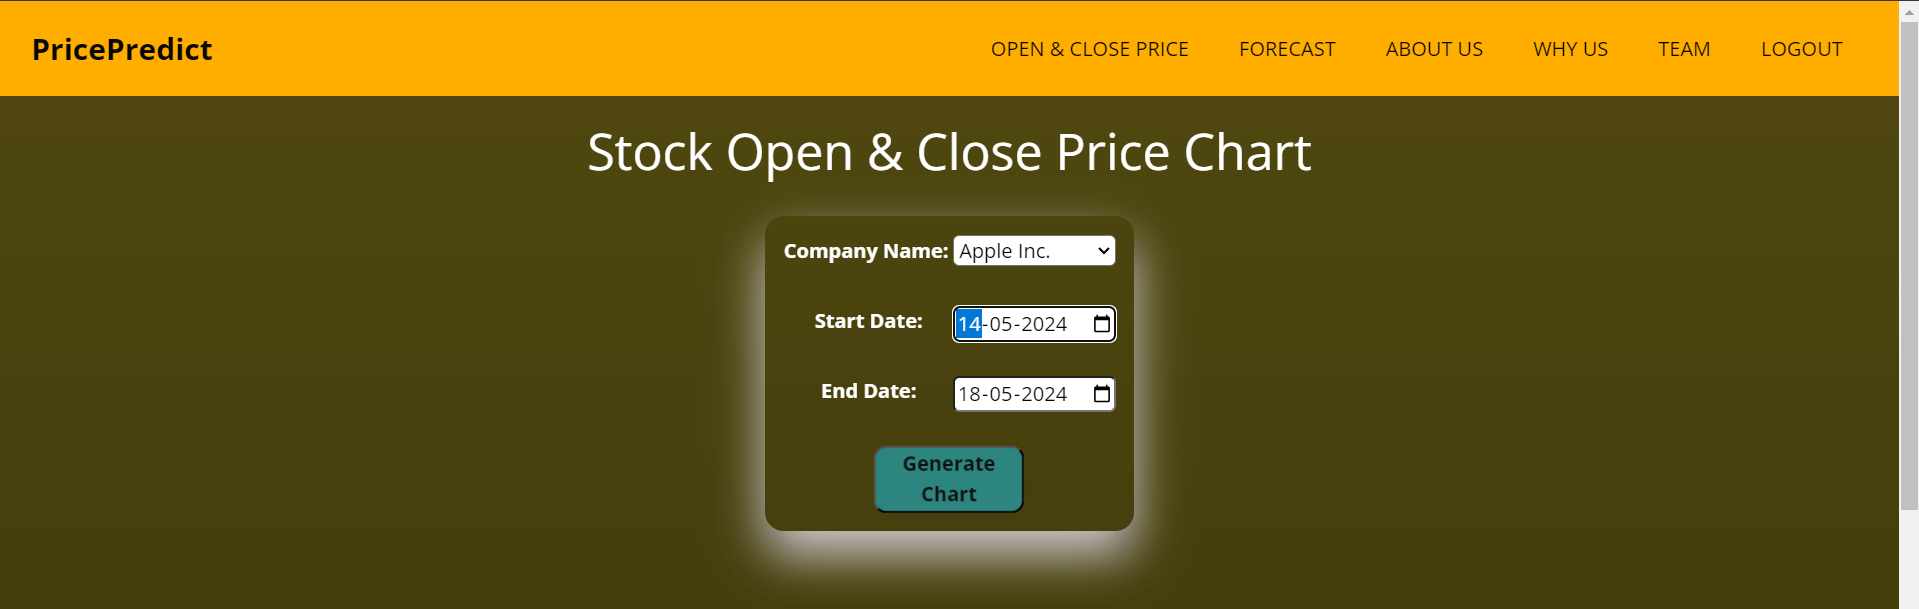 PricePredict
OPEN & CLOSE PRICE
FORECAST
ABOUT US
WHY US
TEAM
LOGOUT
Stock Open & Close Price Chart
Company Name: Apple Inc.
Start Date: 14-05-2024
End Date: 18-05-2024
Generate
Chart